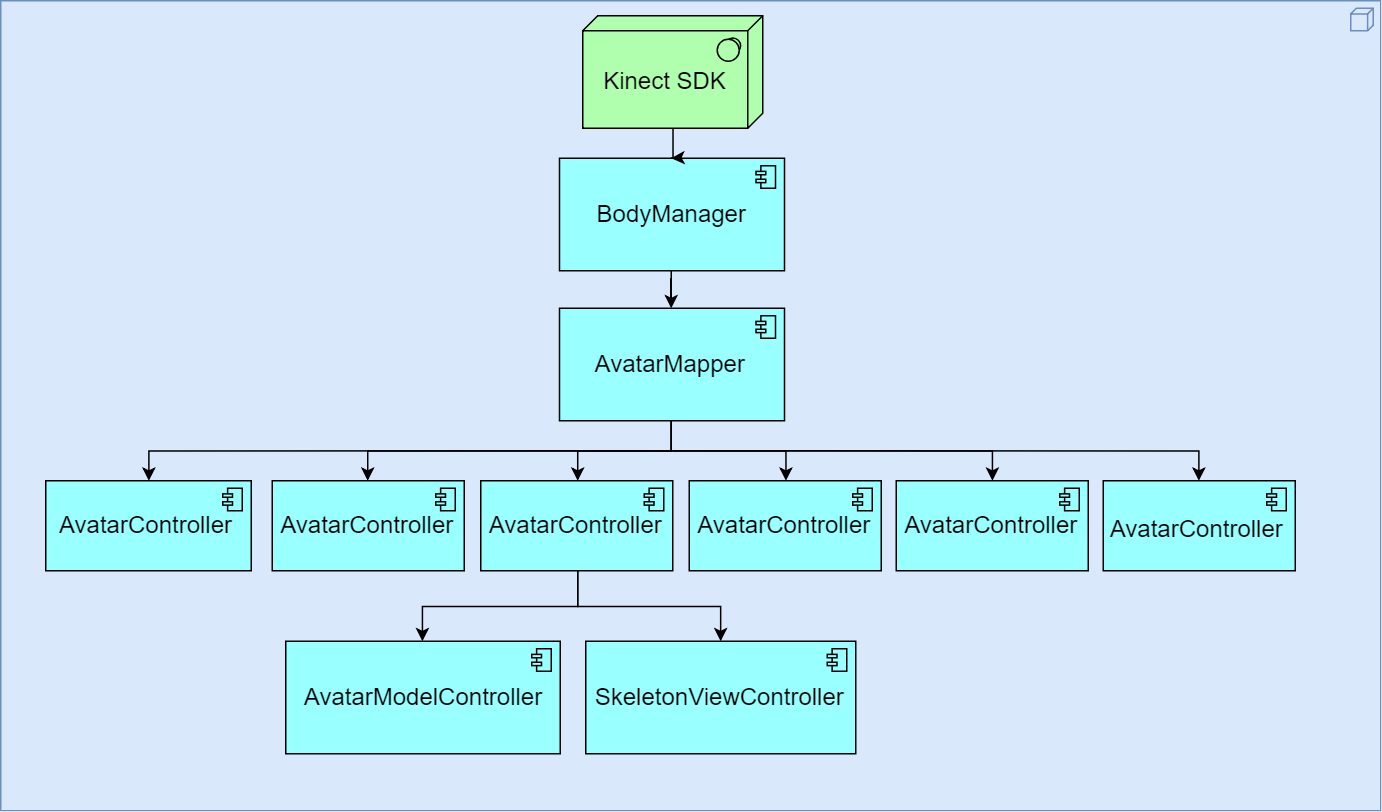 Kinect SDK
BodyManager
AvatarMapper
AvatarController
AvatarController
AvatarController
AvatarController
AvatarController
AvatarController
AvatarModelController
SkeletonViewController